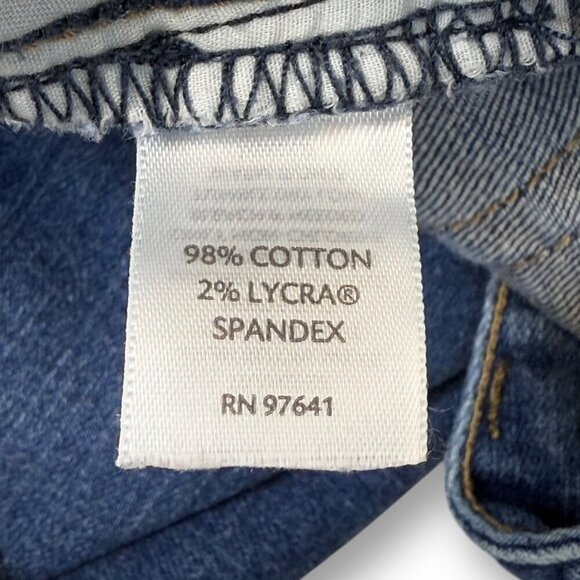 98% COTTON
2% LYCRA®
SPANDEX
RN 97641